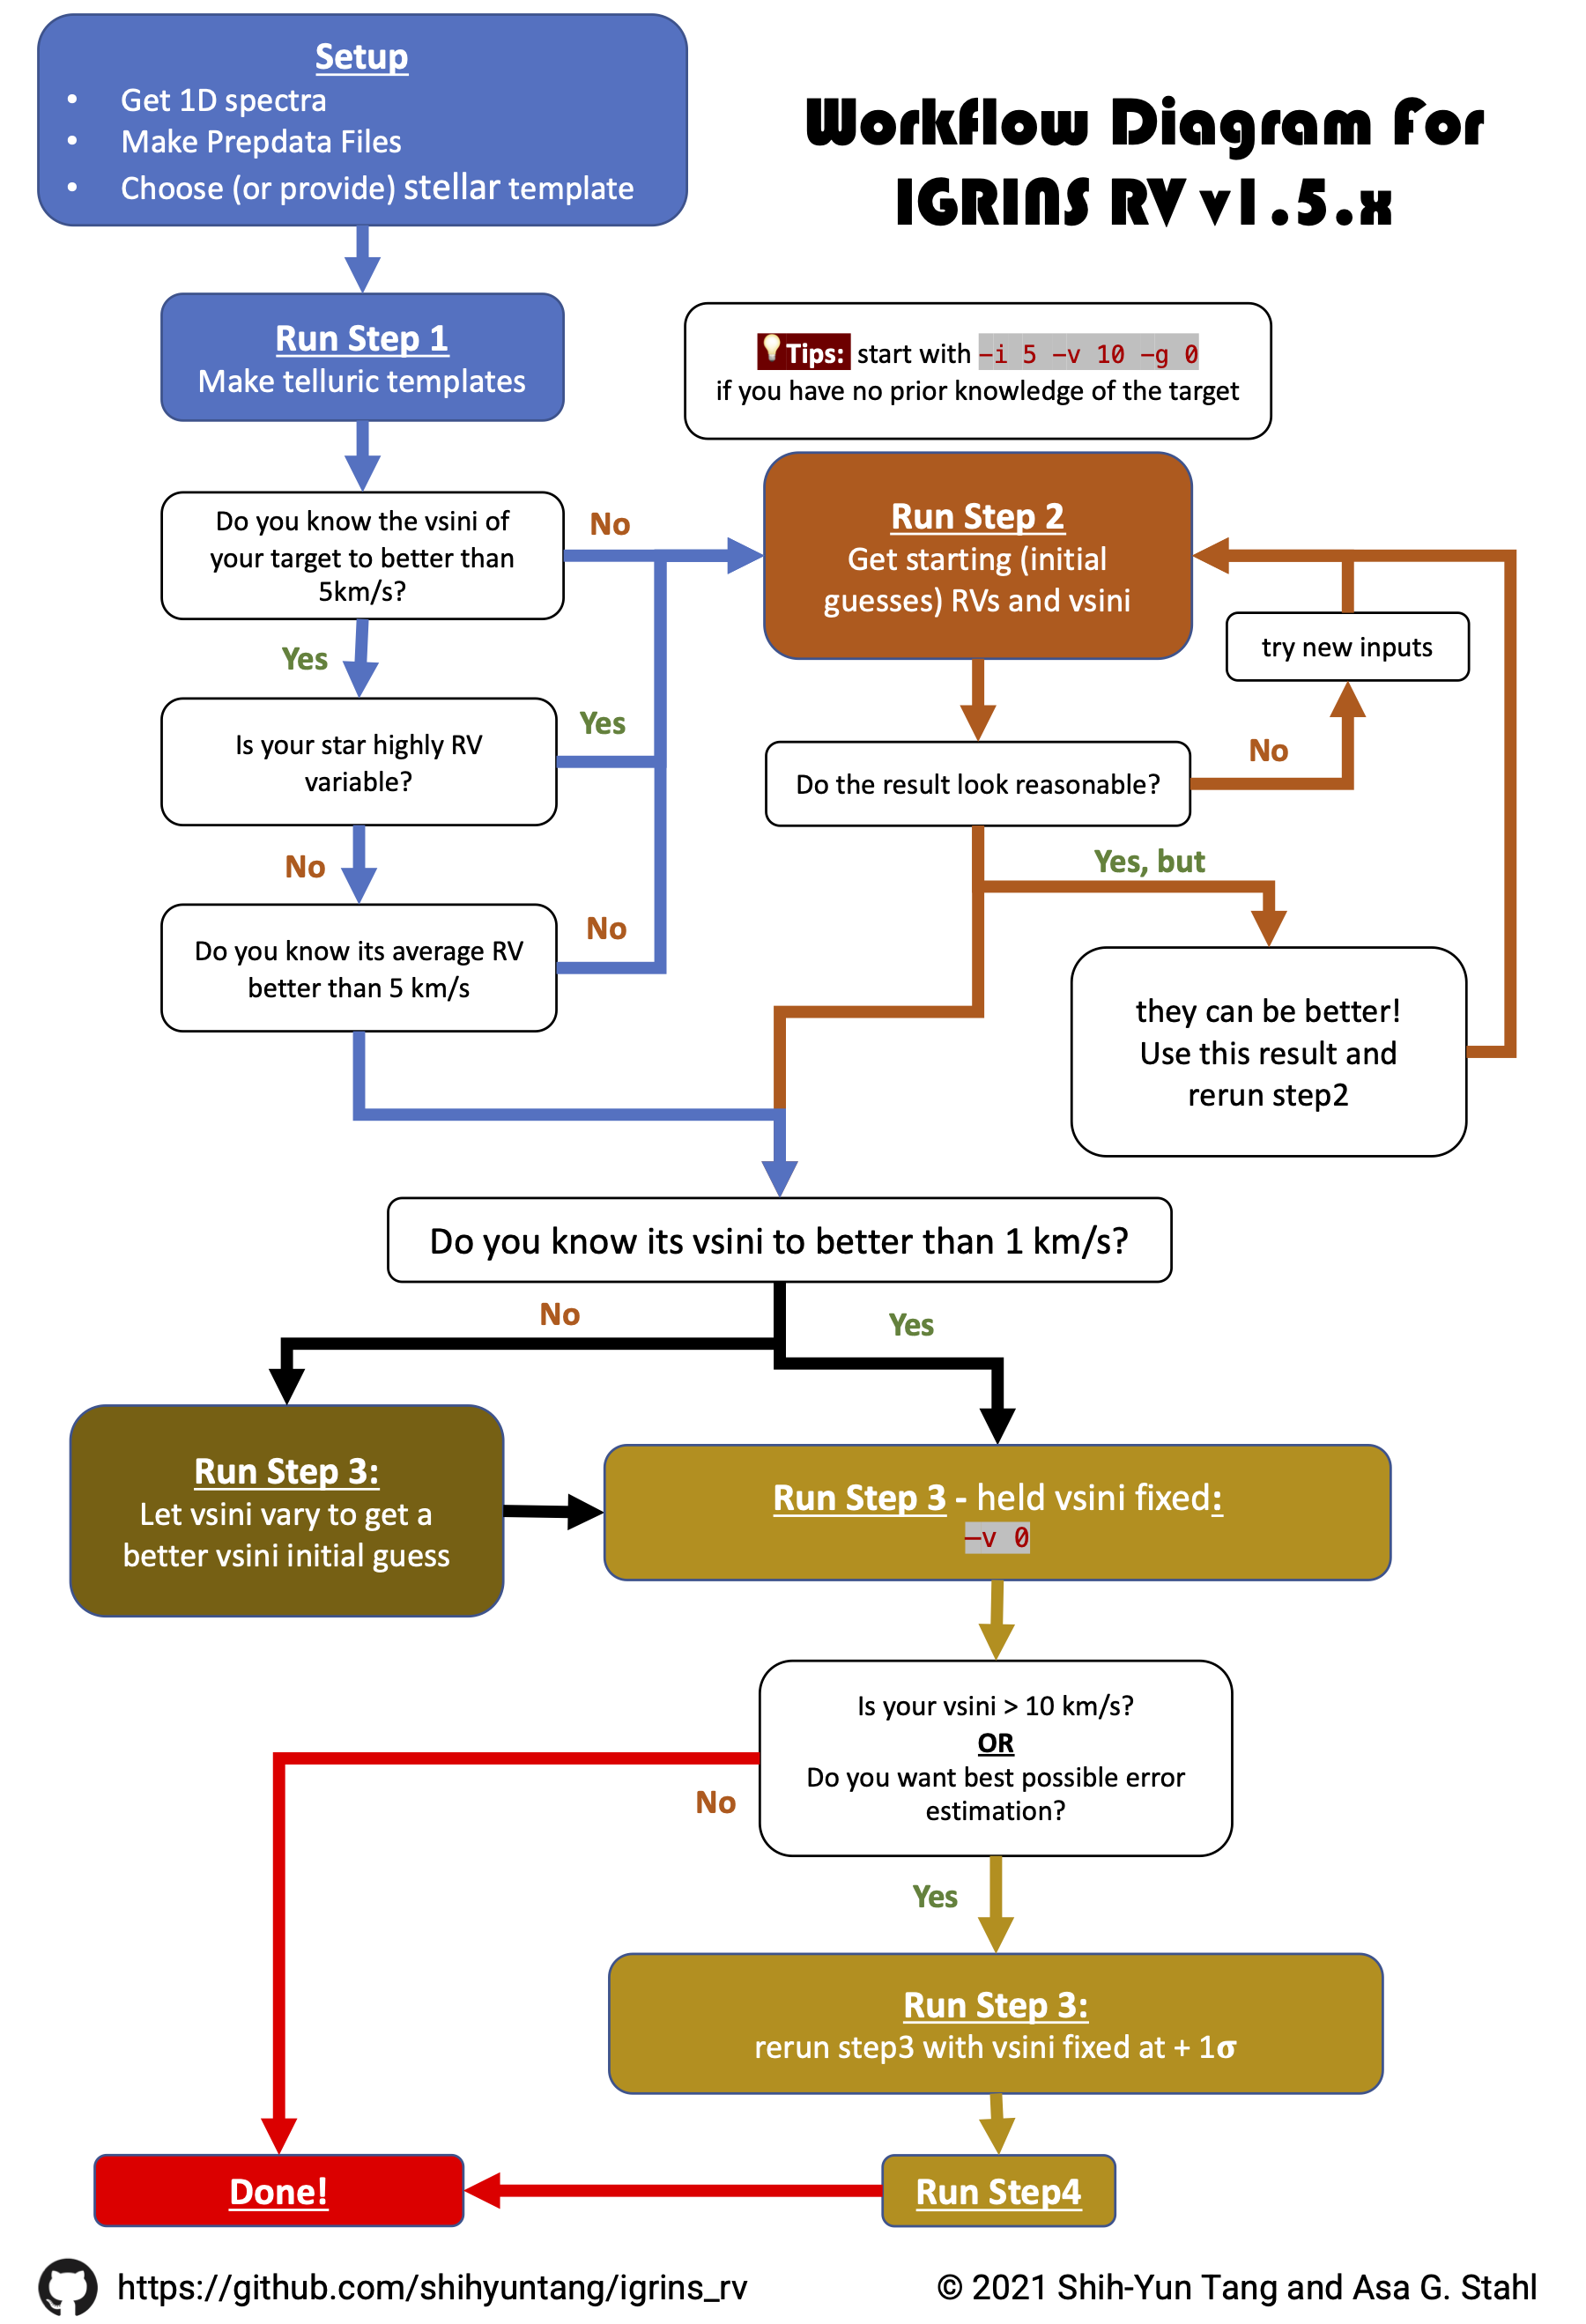 Setup
• Get 1D spectra
• Make Prepdata Files
• Choose (or provide) stellar template
Workflow Diagram For
IGRINS RV v1.5.x
Run Step 1
Make telluric templates
Tips: start with –i 5 –v 10 –g 0
if you have no prior knowledge of the target
Do you know the vsini of
your target to better than
5km/s?
No
Yes
Run Step 2
Get starting (initial
guesses) RVs and vsini
try new inputs
Is your star highly RV
variable?
Yes
No
Do the result look reasonable?
No
Yes, but
Do you know its average RV
better than 5 km/s
No
they can be better!
Use this result and
rerun step2
Do you know its vsini to better than 1 km/s?
No
Yes
Run Step 3:
Let vsini vary to get a
better vsini initial guess
Run Step 3 - held vsini fixed:
–v 0
Is your vsini > 10 km/s?
OR
Do you want best possible error
estimation?
No
Yes
Run Step 3:
rerun step3 with vsini fixed at + 1σ
Done!
Run Step4
https://github.com/shihyuntang/igrins_rv
© 2021 Shih-Yun Tang and Asa G. Stahl